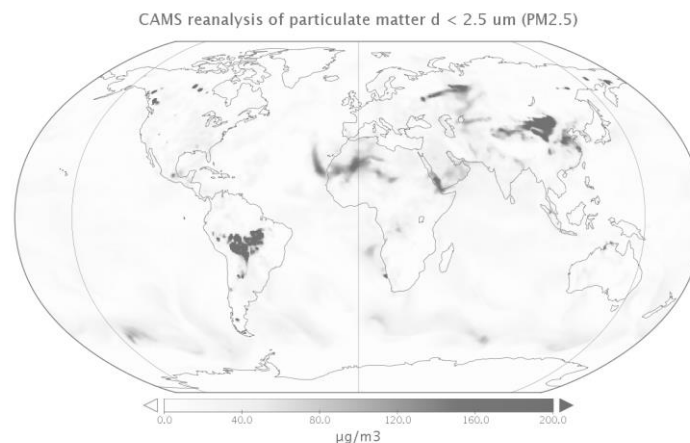 CAMS reanalysis of particulate matter d < 2.5 um (PM2.5)
0.0 40.0 80.0 120.0 160.0 200.0
µg/m3